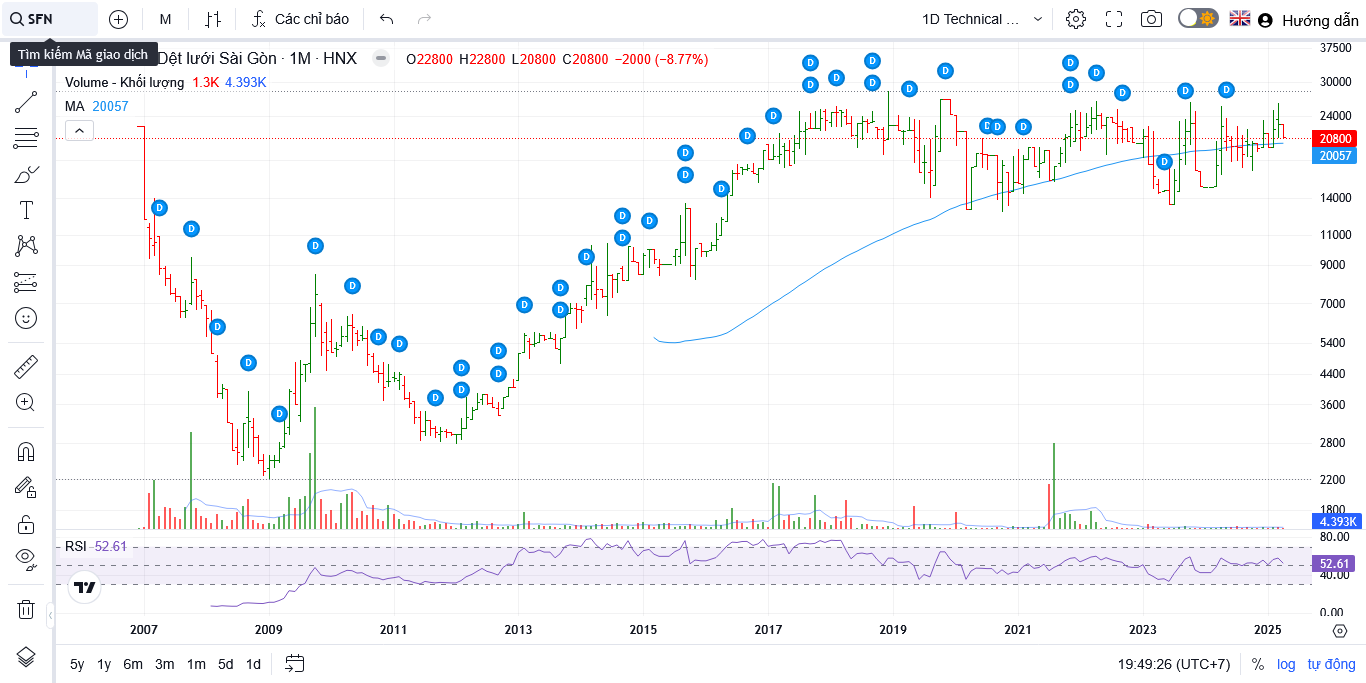 SFN
M
Các chỉ báo
1D Technical ...
Hướng dẫn
Tìm kiếm Mã giao dịch
Dệt lưới Sài Gòn · 1M · HNX
O22800 H22800 L20800 C20800 −2000 (−8.77%)
Volume - Khối lượng 1.3K 4.393K
MA 20057
37500
30000
24000
20800
20057
14000
11000
9000
7000
5400
4400
3600
2800
2200
1800
4.393K
D D D D D D D D
D D D D D
D D D D
D D
D D
D D
D D
D D
D
D D
D D D
D D
D D
D D
D D
D
D
RSI 52.61
80.00
52.61
40.00
0.00
2007 2009 2011 2013 2015 2017 2019 2021 2023 2025
5y 1y 6m 3m 1m 5d 1d
19:49:26 (UTC+7) % log tự động